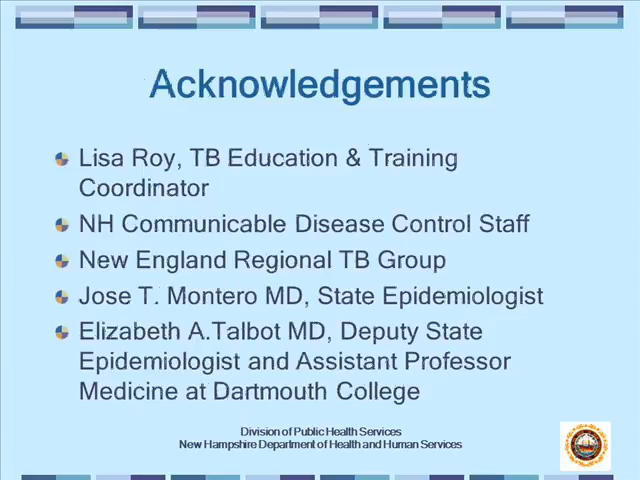 Acknowledgements
Lisa Roy, TB Education & Training
Coordinator
NH Communicable Disease Control Staff
New England Regional TB Group
Jose T. Montero MD, State Epidemiologist
Elizabeth A.Talbot MD, Deputy State
Epidemiologist and Assistant Professor
Medicine at Dartmouth College
Division of Public Health Services
New Hampshire Department of Health and Human Services